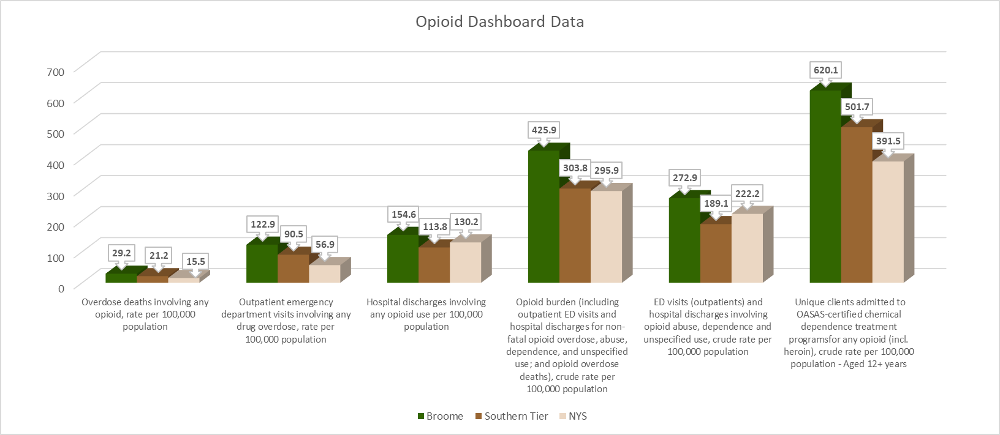 Opioid Dashboard Data
700
600
500
400
300
200
100
0
29.2
21.2
15.5
122.9
90.5
56.9
154.6
113.8
130.2
425.9
303.8
295.9
272.9
189.1
222.2
620.1
501.7
391.5
Overdose deaths involving any
opioid, rate per 100,000
population
Outpatient emergency
department visits involving any
drug overdose, rate per
100,000 population
Hospital discharges involving
any opioid use per 100,000
population
Opioid burden (including
outpatient ED visits and
hospital discharges for non-
fatal opioid overdose, abuse,
dependence, and unspecified
use; and opioid overdose
deaths), crude rate per
100,000 population
ED visits (outpatients) and
hospital discharges involving
opioid abuse, dependence and
unspecified use, crude rate per
100,000 population
Unique clients admitted to
OASAS-certified chemical
dependence treatment
programsfor any opioid (incl.
heroin), crude rate per 100,000
population - Aged 12+ years
Broome
Southern Tier
NYS